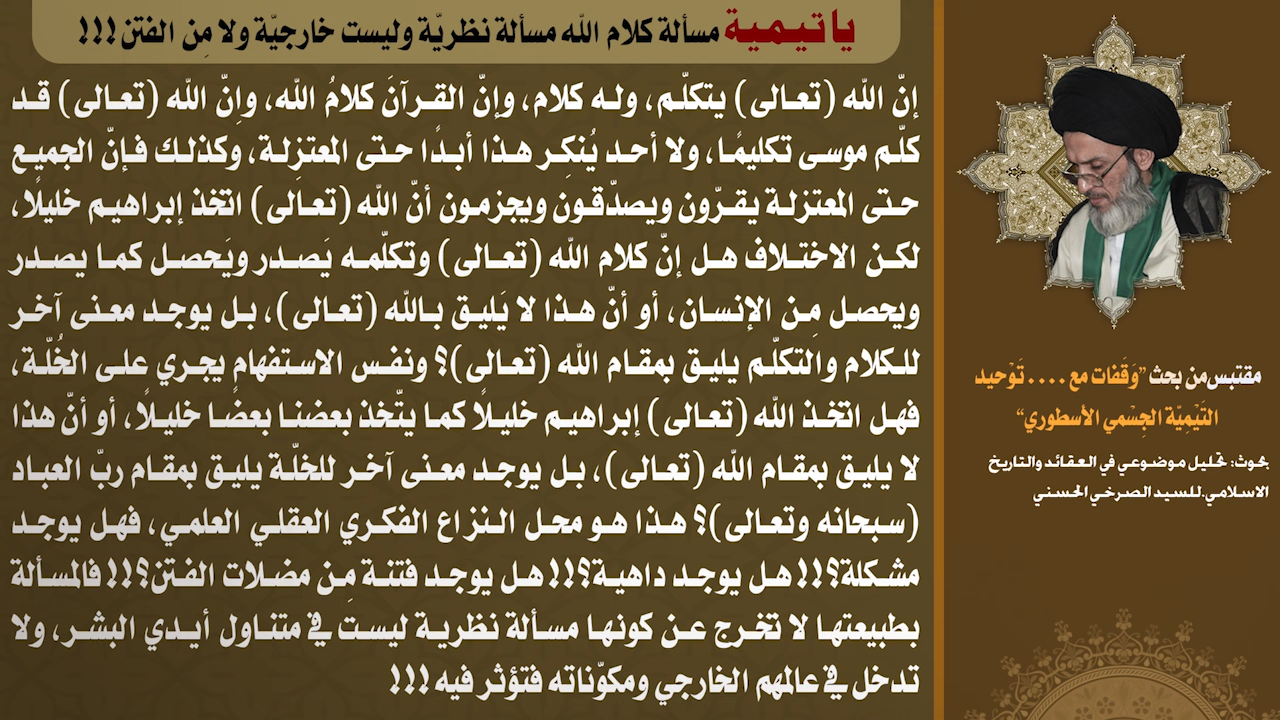 يا تيمية مسألة كلام الله مسألة نظريّة وليست خارجيّة ولا مِن الفتن!!!
إنّ الله (تعالى) يتكلّم، وله كلام، وإنّ القرآنَ كلامُ الله، وإنّ الله (تعالى) قد
كلّم موسى تكليمًا، ولا أحد يُنكِر هذا أبدًا حتى المعتزِلة، وكذلك فإنّ الجميع
حتى المعتزلة يقرّون ويصدّقون ويجزمون أنّ الله (تعالى) اتخذ إبراهيم خليلًا،
لكن الاختلاف هل إنّ كلام الله (تعالى) وتكلّمه يَصدر ويَحصل كما يصدر
ويحصل مِن الإنسان، أو أنّ هذا لا يَليق بالله (تعالى)، بل يوجد معنى آخر
للكلام والتكلّم يليق بمقام الله (تعالى)؟ ونفس الاستفهام يجري على الخُلّة،
فهل اتخذ الله (تعالى) إبراهيم خليلاً كما يتّخذ بعضنا بعضًا خليلاً، أو أنّ هذا
لا يليق بمقام الله (تعالى)، بل يوجد معنى آخر للخلّة يليق بمقام ربّ العباد
(سبحانه وتعالى)؟ هذا هو محل النزاع الفكري العقلي العلمي، فهل يوجد
مشكلة؟!! هل يوجد داهية؟!! هل يوجد فتنة مِن مضلات الفتن؟!! فالمسألة
بطبيعتها لا تخرج عن كونها مسألة نظرية ليست في متناول أيدي البشر، ولا
تدخل في عالمهم الخارجي ومكوّناته فتؤثر فيه!!!
مقتبس من بحث "وَقَفات مع .... تَوْحيد
التَيْمِيّة الجِسْمي الأسطوري"
بحوث: تحليل موضوعي في العقائد والتاريخ
الاسلامي.للسيد الصرخي الحسني